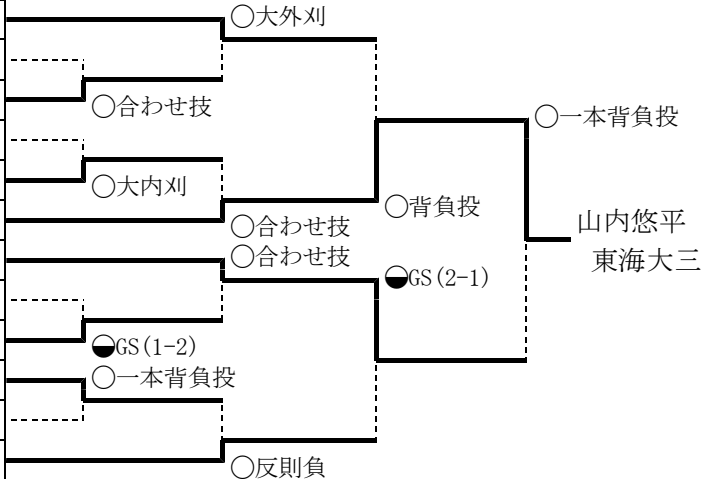 ○大外刈
○合わせ技
○一本背負投
○大内刈
○背負投
○合わせ技
山内悠平
東海大三
○合わせ技
◒GS(2-1)
◒GS(1-2)
○一本背負投
○反則負